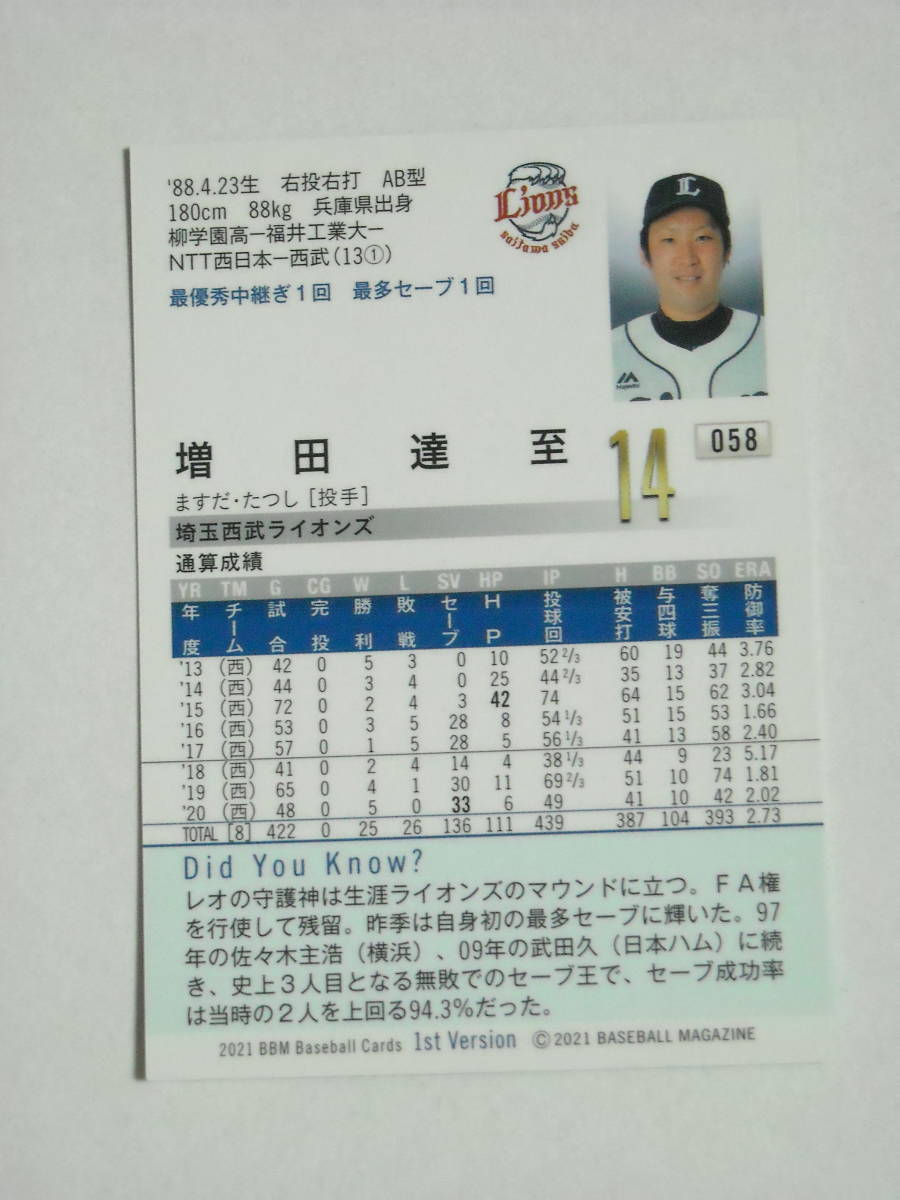 '88.4.23生　右投右打　AB型
180cm　88kg　兵庫県出身
柳学園高ー福井工業大ー
NTT西日本ー西武(13①)
最優秀中継ぎ1回　最多セーブ1回
Lions
Saitama Seibu
L
Majestic
増田達至
14
058
ますだ・たつし［投手］
埼玉西武ライオンズ
通算成績
YR TM G CG W L SV HP IP H BB SO ERA
年度 チーム 試合 完投 勝利 敗戦 セーブ HP 投球回 被安打 与四球 奪三振 防御率
'13 (西) 42 0 5 3 0 10 52 2/3 60 19 44 3.76
'14 (西) 44 0 3 4 0 25 44 2/3 35 13 37 2.82
'15 (西) 72 0 2 4 3 42 74 64 15 62 3.04
'16 (西) 53 0 3 5 28 8 54 1/3 51 15 53 1.66
'17 (西) 57 0 1 5 28 5 56 1/3 41 13 58 2.40
'18 (西) 41 0 2 4 14 4 38 1/3 44 9 23 5.17
'19 (西) 65 0 4 1 30 11 69 2/3 51 10 74 1.81
'20 (西) 48 0 5 0 33 6 49 41 10 42 2.02
TOTAL [8] 422 0 25 26 136 111 439 387 104 393 2.73
Did You Know?
レオの守護神は生涯ライオンズのマウンドに立つ。ＦＡ権
を行使して残留。昨季は自身初の最多セーブに輝いた。97
年の佐々木主浩（横浜）、09年の武田久（日本ハム）に続
き、史上３人目となる無敗でのセーブ王で、セーブ成功率
は当時の２人を上回る94.3%だった。
2021 BBM Baseball Cards 1st Version ©2021 BASEBALL MAGAZINE